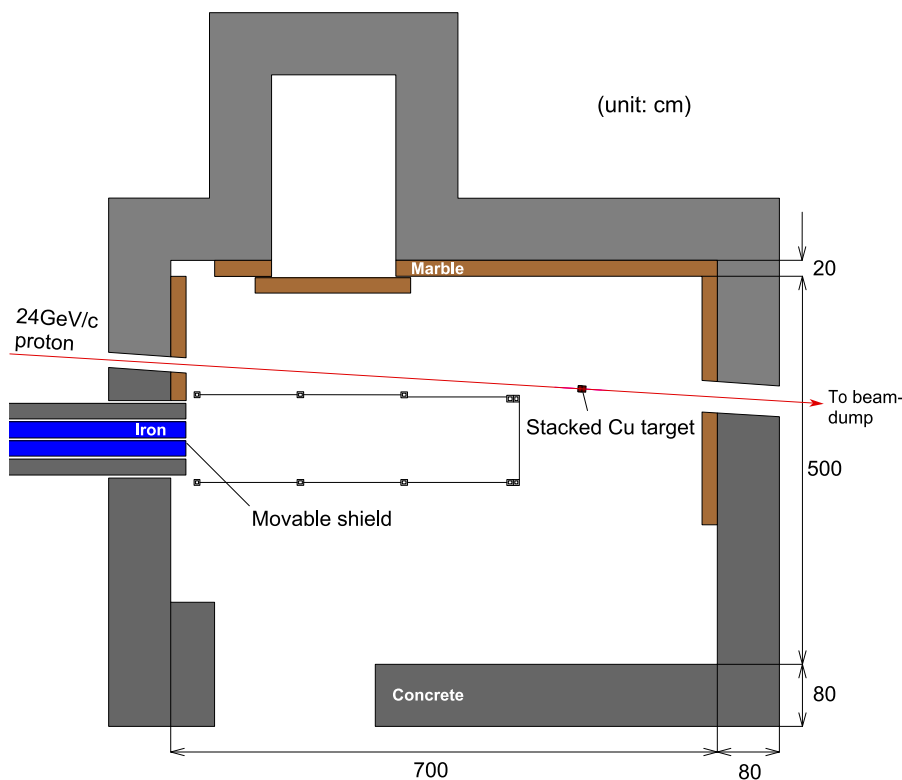 (unit: cm)
Marble
20
24GeV/c
proton
To beam-
dump
Stacked Cu target
Iron
500
Movable shield
Concrete
80
700
80